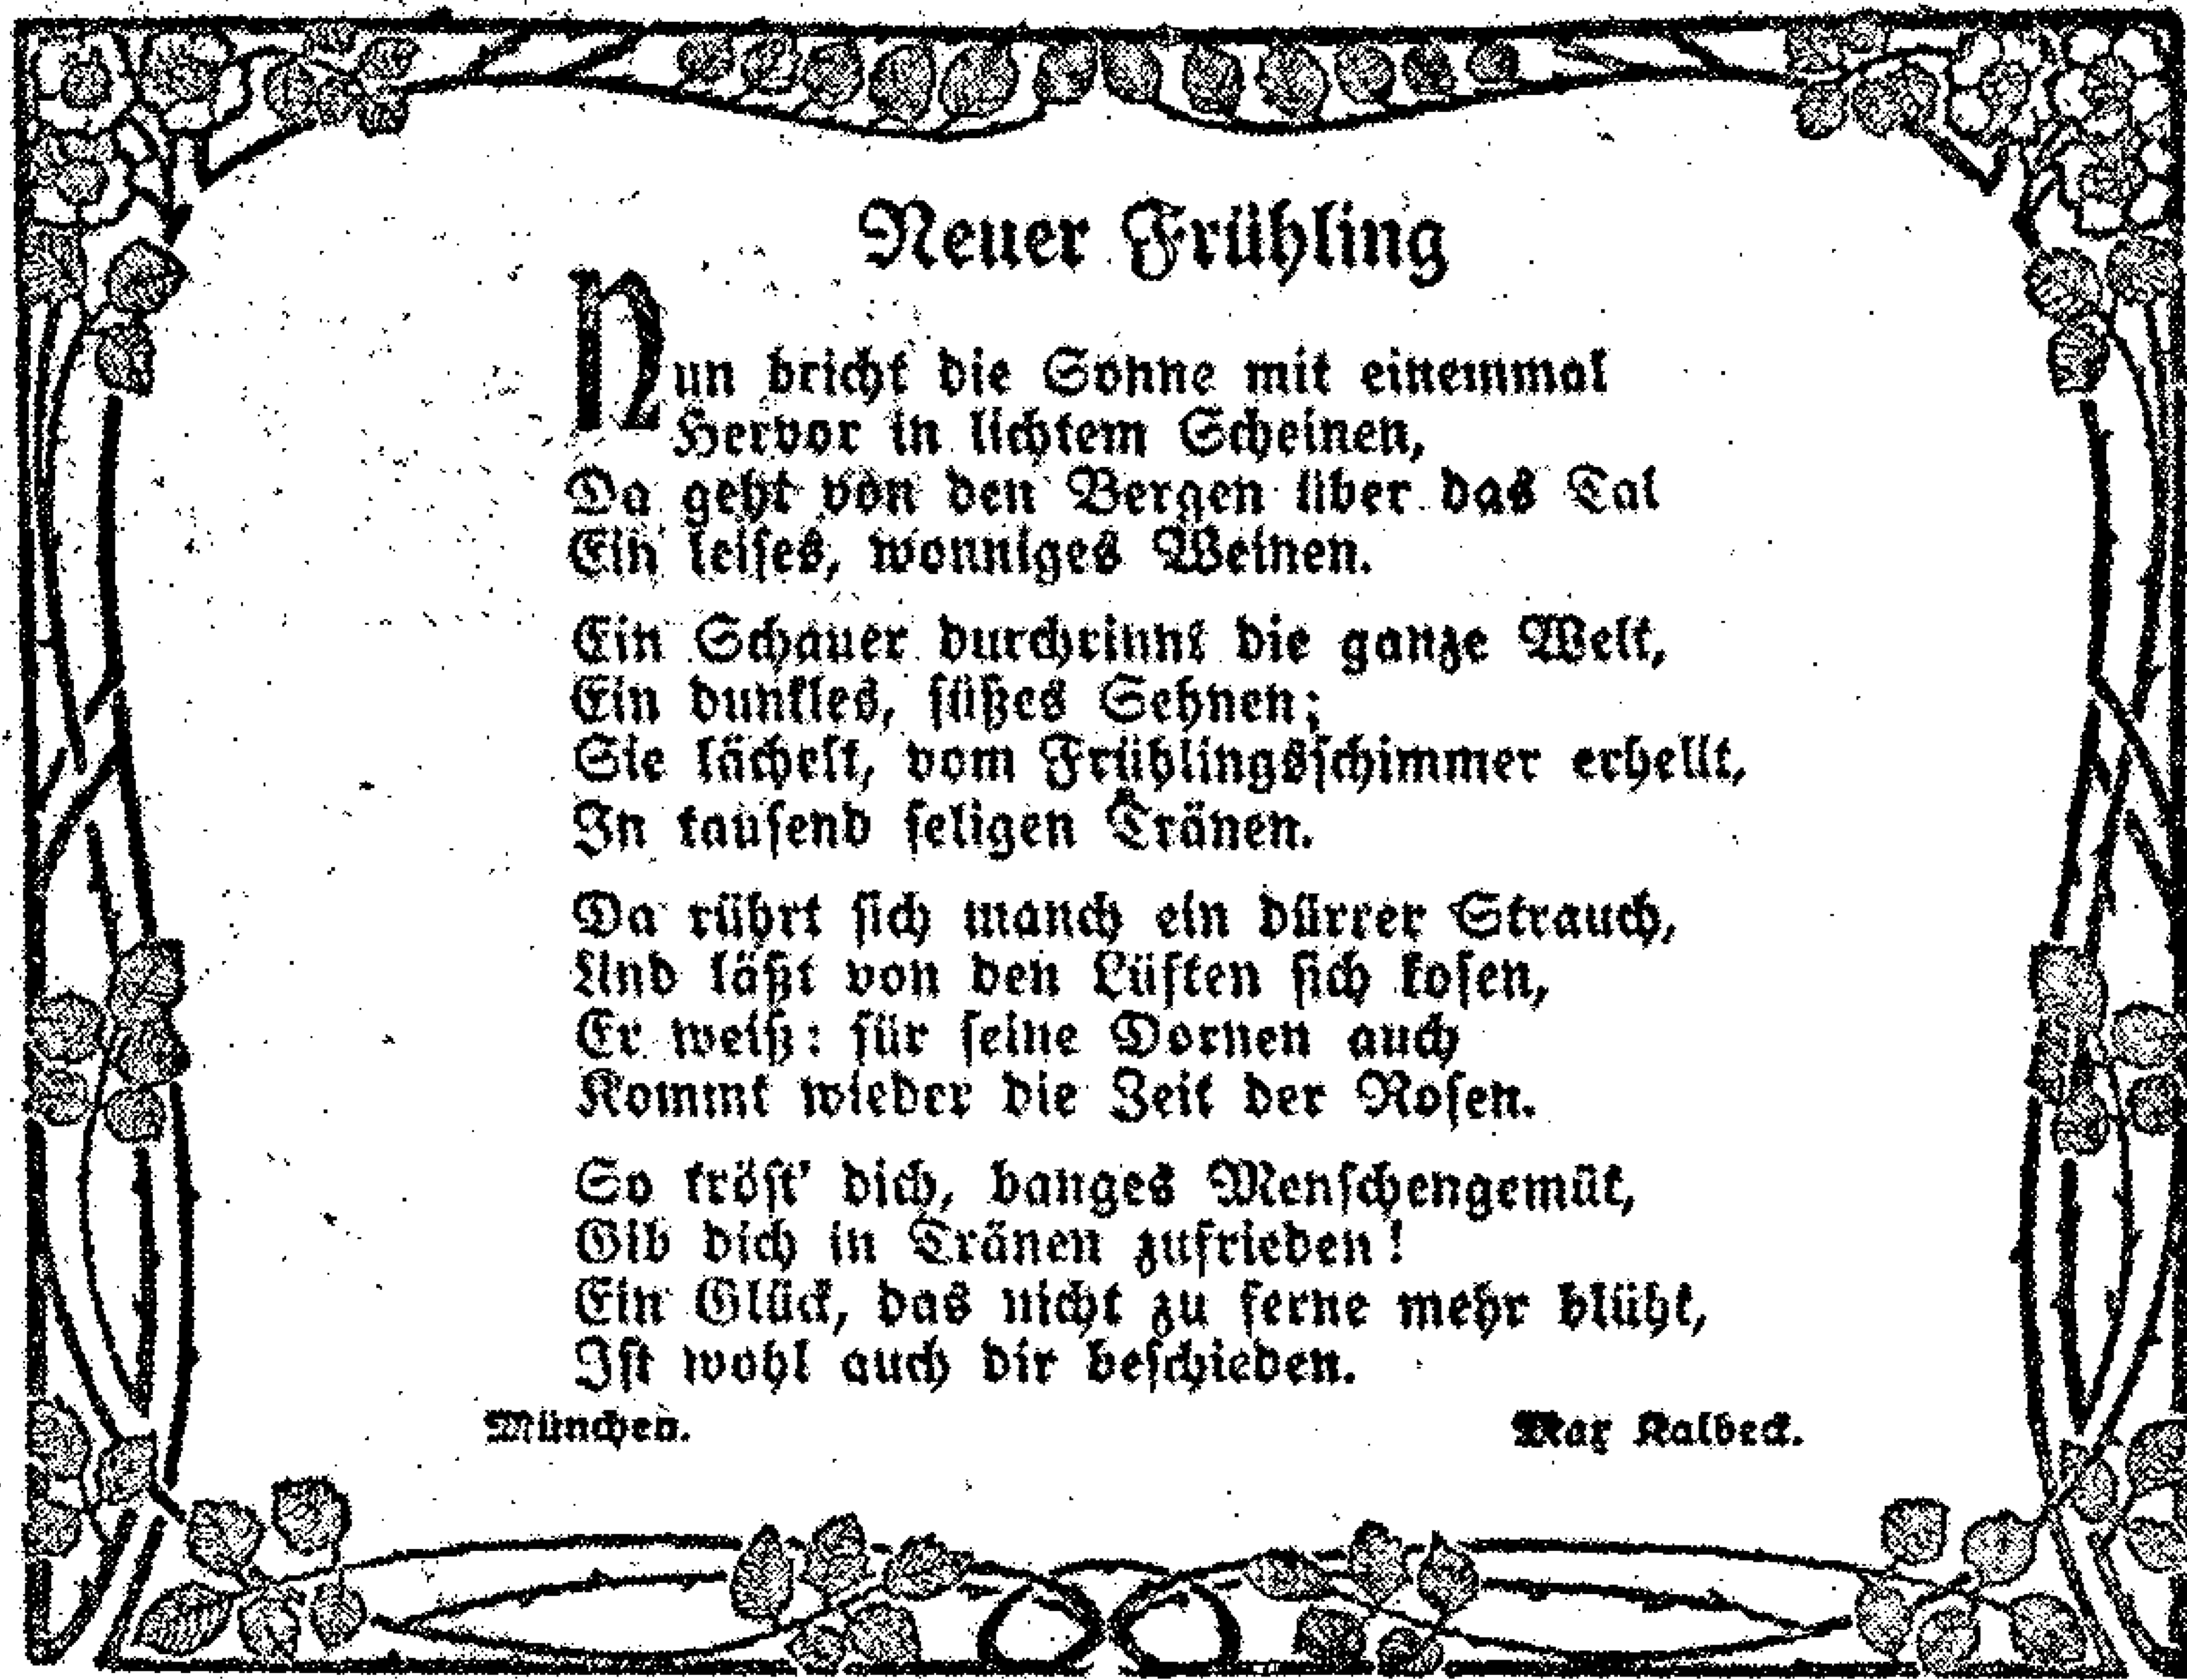 Neuer Frühling
Nun bricht die Sonne mit einemmal
Hervor in lichtem Scheinen,
Da geht von den Bergen über das Tal
Ein leises, wonniges Weinen.
Ein Schauer durchrinnt die ganze Welt,
Ein dunkles, süßes Sehnen;
Sie lächelt, vom Frühlingsschimmer erhellt,
In tausend seligen Tränen.
Da rührt sich manch ein dürrer Strauch,
Und läßt von den Lüften sich kosen,
Er weiß: für seine Dornen auch
Kommt wieder die Zeit der Rosen.
So tröst' dich, banges Menschengemüt,
Gib dich in Tränen zufrieden!
Ein Glück, das nicht zu ferne mehr blüht,
Ist wohl auch dir beschieden.
München.
Max Kalbeck.